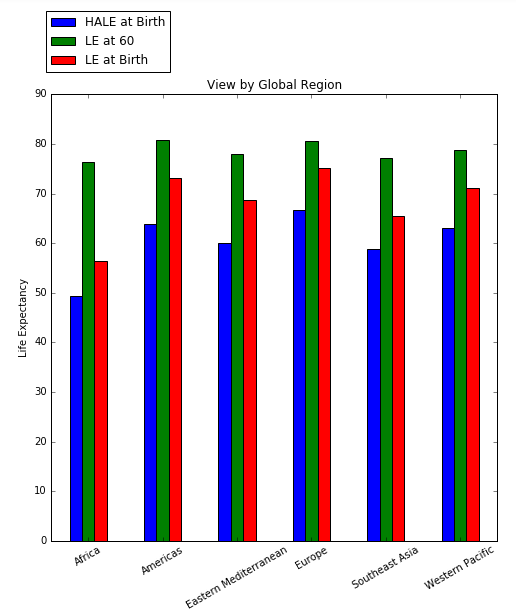 HALE at Birth
LE at 60
LE at Birth
View by Global Region
90
80
70
60
50
40
30
20
10
0
Life Expectancy
Africa
Americas
Eastern Mediterranean
Europe
Southeast Asia
Western Pacific